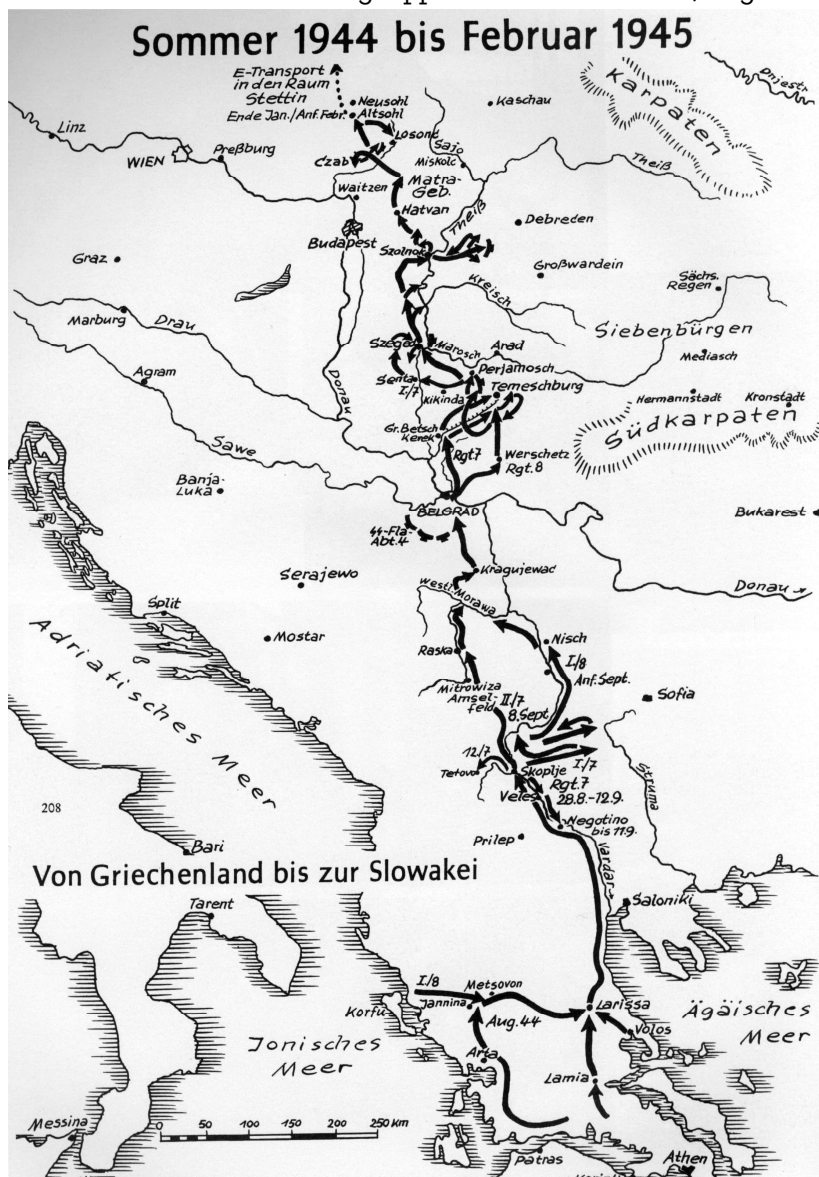 Sommer 1944 bis Februar 1945
E-Transport
in den Raum
Stettin
Ende Jan./Anf. Febr.
Neusohl
Altsohl
Kaschau
Karpaten
Dnjestr
Linz
WIEN
Preßburg
Losonc
Czab
Sajo
Miskolc
Theiß
Matra-
Geb.
Waitzen
Hatvan
Theiß
Debreden
Budapest
Szolnok
Graz
Großwardein
Kreisch
Sächs.
Regen
Marburg
Drau
Siebenbürgen
Szeged
Marosch
Arad
Mediasch
Agram
Donau
Senta
I/7
Perjamosch
Kikinda
Temeschburg
Hermannstadt
Kronstadt
Südkarpaten
Gr. Betsch
Kerek
Sawe
Rgt7
Werschetz
Rgt.8
Banja-
Luka
BELGRAD
Bukarest
SS-Fla-
Abt.4
Kragujewac
Serajewo
Westl. Morawa
Donau
Split
Mostar
Nisch
Raska
I/8
Anf. Sept.
Adriatisches Meer
Mitrowiza
Amsel-
feld
II/7
8. Sept.
Sofia
12/7
Tetovo
Skoplje
I/7
Rgt.7
28.8.-12.9.
Struma
208
Veles
Negotino
bis 11.9.
Prilep
Bari
Vardar
Von Griechenland bis zur Slowakei
Tarent
Saloniki
I/8
Metsovon
Jannina
Larissa
Ägäisches
Meer
Korfu
Aug.44
Volos
Jonisches
Meer
Arta
Lamia
Messina
0 50 100 150 200 250 Km
Patras
Athen